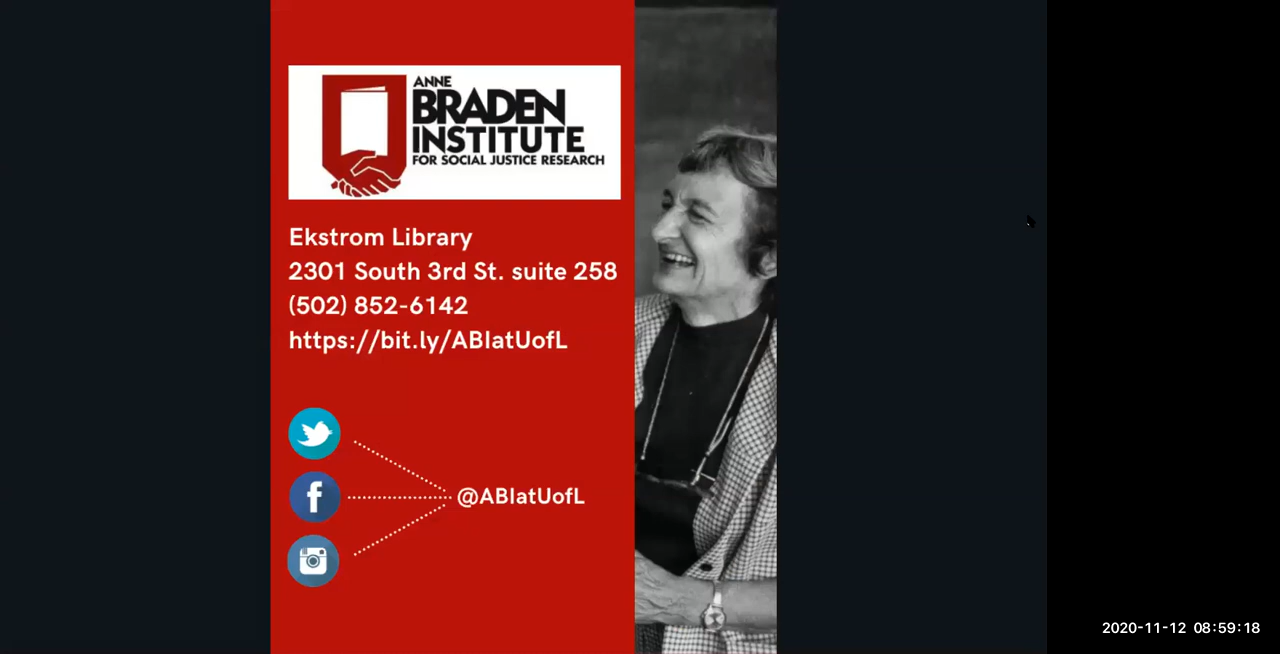 ANNE
BRADEN
INSTITUTE
FOR SOCIAL JUSTICE RESEARCH
Ekstrom Library
2301 South 3rd St. suite 258
(502) 852-6142
https://bit.ly/ABIatUofL
@ABIatUofL
2020-11-12 08:59:18